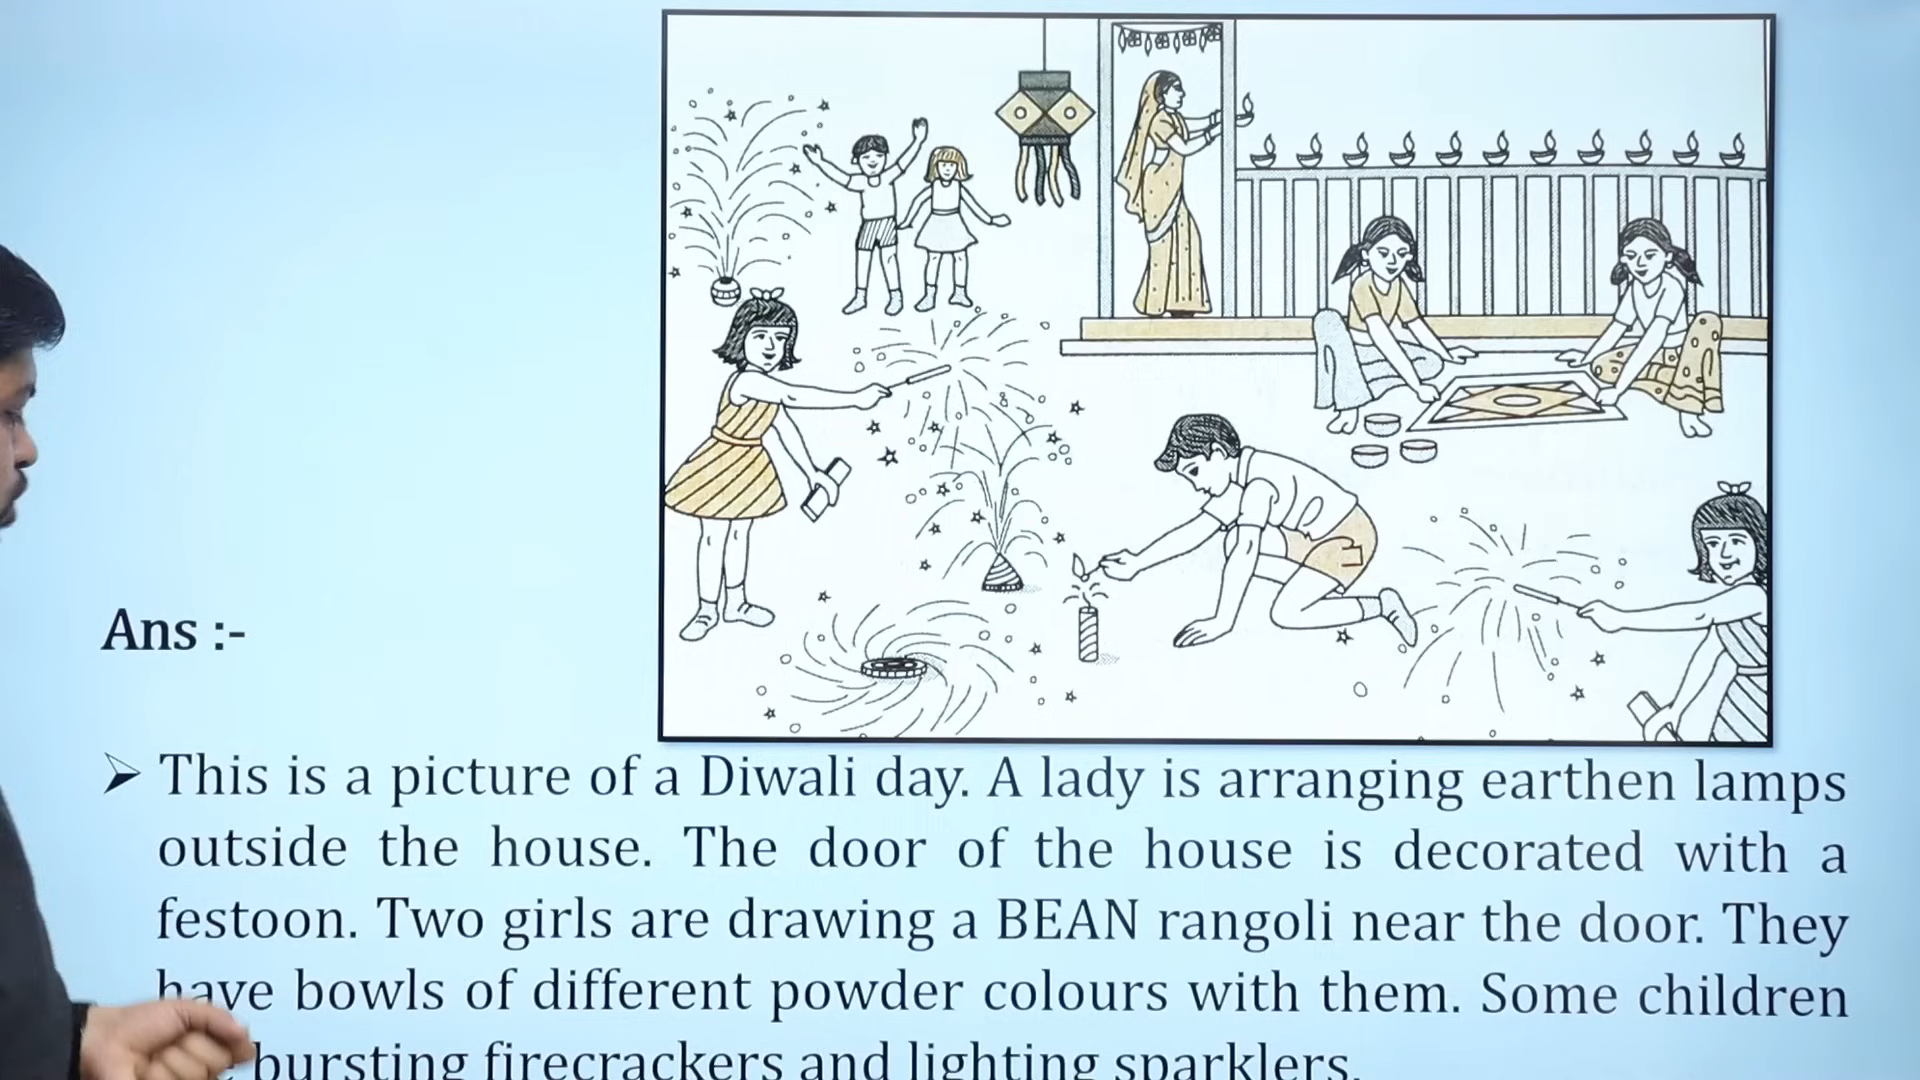 Ans :-
➢ This is a picture of a Diwali day. A lady is arranging earthen lamps
outside the house. The door of the house is decorated with a
festoon. Two girls are drawing a BEAN rangoli near the door. They
have bowls of different powder colours with them. Some children
bursting firecrackers and lighting sparklers.